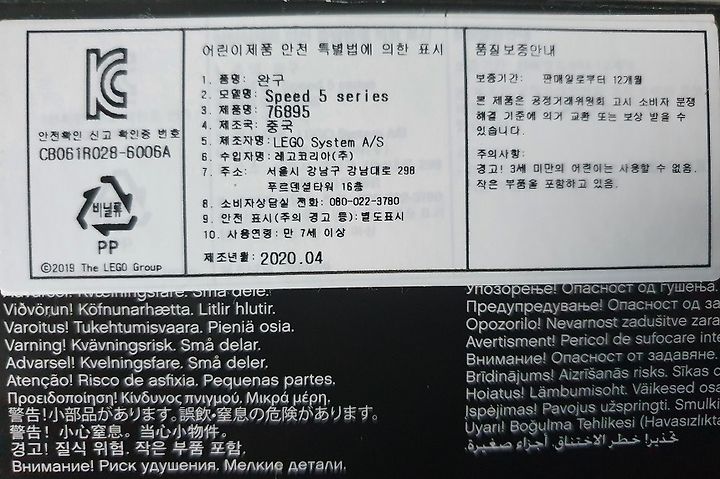 어린이제품 안전 특별법에 의한 표시
1. 품명: 완구
2. 모델명: Speed 5 series
3. 제품명: 76895
4. 제조국: 중국
5. 제조자명: LEGO System A/S
6. 수입자명: 레고코리아(주)
7. 주소: 서울시 강남구 강남대로 298
푸르덴셜타워 16층
8. 소비자상담실 전화: 080-022-3780
9. 안전 표시(주의 경고 등):별도표시
10. 사용연령: 만 7세 이상
제조년월: 2020.04
KC
안전확인 신고 확인증 번호
CB061R028-6006A
비닐류
PP
©2019 The LEGO Group
품질보증안내
보증기간: 판매일로부터 12개월
본 제품은 공정거래위원회 고시 소비자 분쟁
해결 기준에 의거 교환 또는 보상 받을 수
있습니다.
주의사항:
경고! 3세 미만의 어린이는 사용할 수 없음.
작은 부품을 포함하고 있음.
Advarsel! Kvælningsfare. Små dele.
Viðvörun! Köfnunarhætta. Litlir hlutir.
Varoitus! Tukehtumisvaara. Pieniä osia.
Varning! Kvävningsrisk. Små delar.
Advarsel! Kvelningsfare. Små deler.
Atenção! Risco de asfixia. Pequenas partes.
Προειδοποίηση! Κίνδυνος πνιγμού. Μικρά μέρη.
警告!小部品があります。誤飲・窒息の危険があります。
警告! 小心窒息。当心小物件。
경고! 질식 위험. 작은 부품 포함.
Внимание! Риск удушения. Мелкие детали.
Упозорење! Опасност од гушења.
Предупредување! Опасност од за
Opozorilo! Nevarnost zadušitve zara
Avertisment! Pericol de sufocare inte
Внимание! Опасност от задавяне.
Brīdinājums! Aizrīšanās risks. Sīkas d
Hoiatus! Lämbumisoht. Väikesed osa
Įspėjimas! Pavojus užspringti. Smulki
Uyarı! Boğulma Tehlikesi (Havasızlıkta
تحذير! خطر الاختناق. أجزاء صغيرة.